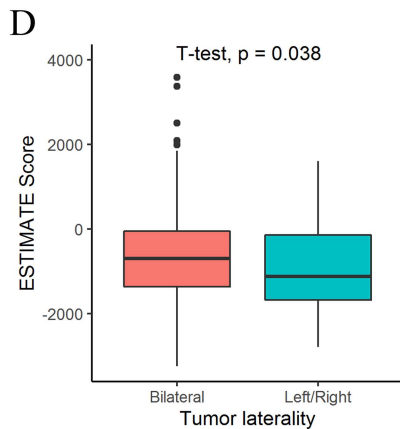 D
T-test, p = 0.038
ESTIMATE Score
4000
2000
0
-2000
Bilateral
Left/Right
Tumor laterality